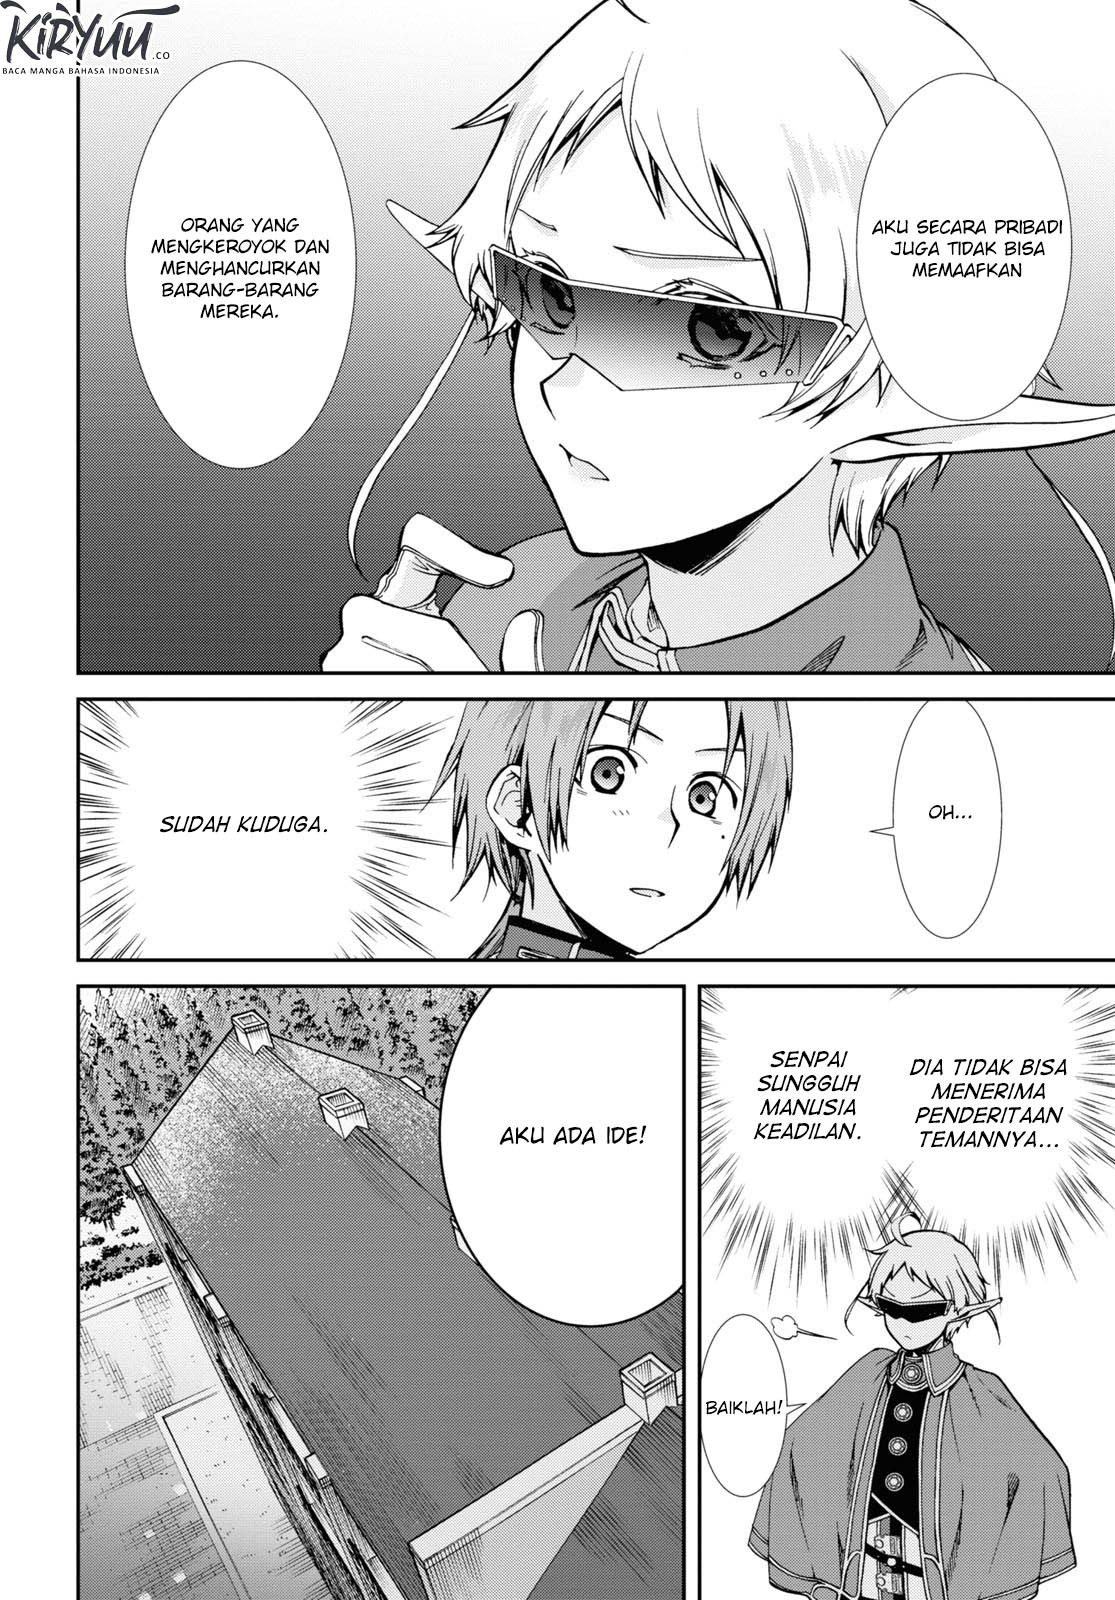 KIRYUU.CO
BACA MANGA BAHASA INDONESIA
AKU SECARA PRIBADI
JUGA TIDAK BISA
MEMAAFKAN
ORANG YANG
MENGKEROYOK DAN
MENGHANCURKAN
BARANG-BARANG
MEREKA.
OH...
SUDAH KUDUGA.
DIA TIDAK BISA
MENERIMA
PENDERITAAN
TEMANNYA...
SENPAI
SUNGGUH
MANUSIA
KEADILAN.
BAIKLAH!
AKU ADA IDE!